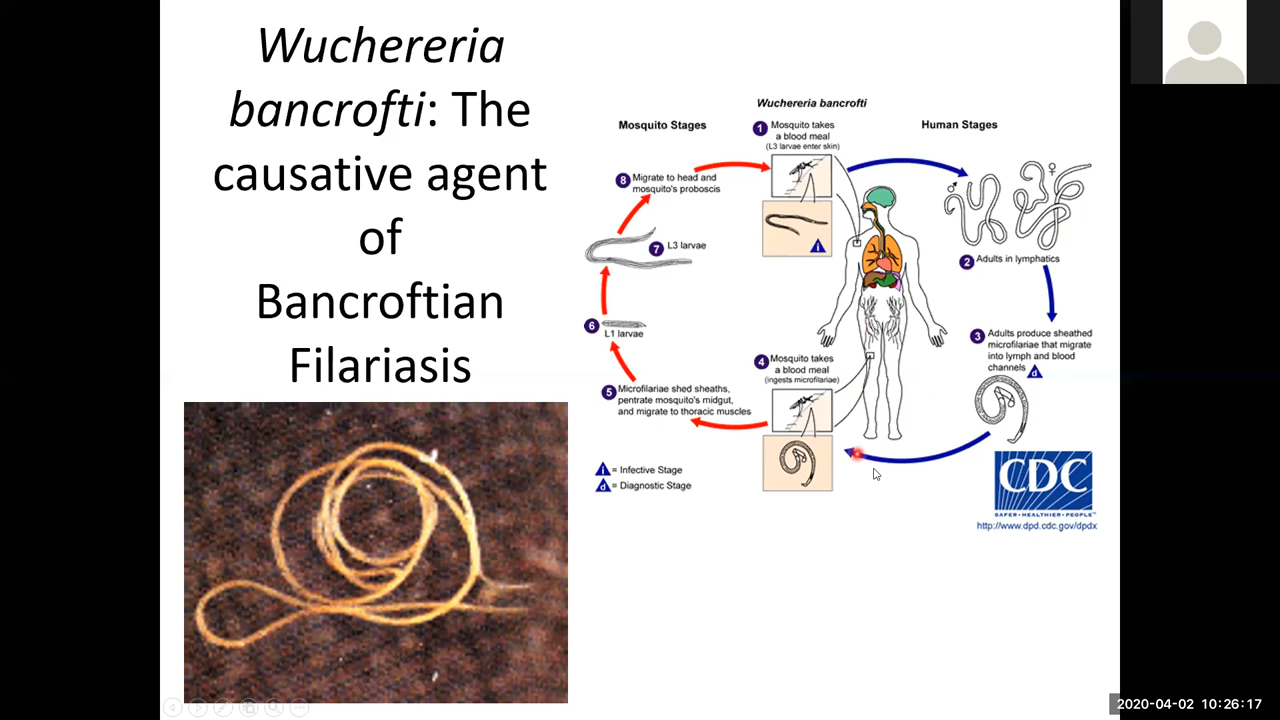 Wuchereria
bancrofti: The
causative agent
of
Bancroftian
Filariasis
Wuchereria bancrofti
Mosquito Stages
Human Stages
1 Mosquito takes
a blood meal
(L3 larvae enter skin)
i
2 Adults in lymphatics
3 Adults produce sheathed
microfilariae that migrate
into lymph and blood
channels d
4 Mosquito takes
a blood meal
(ingests microfilariae)
5 Microfilariae shed sheaths,
pentrate mosquito's midgut,
and migrate to thoracic muscles
6
L1 larvae
7 L3 larvae
8 Migrate to head and
mosquito's proboscis
i = Infective Stage
d = Diagnostic Stage
CDC
SAFER•HEALTHIER•PEOPLE™
http://www.dpd.cdc.gov/dpdx
2020-04-02 10:26:17